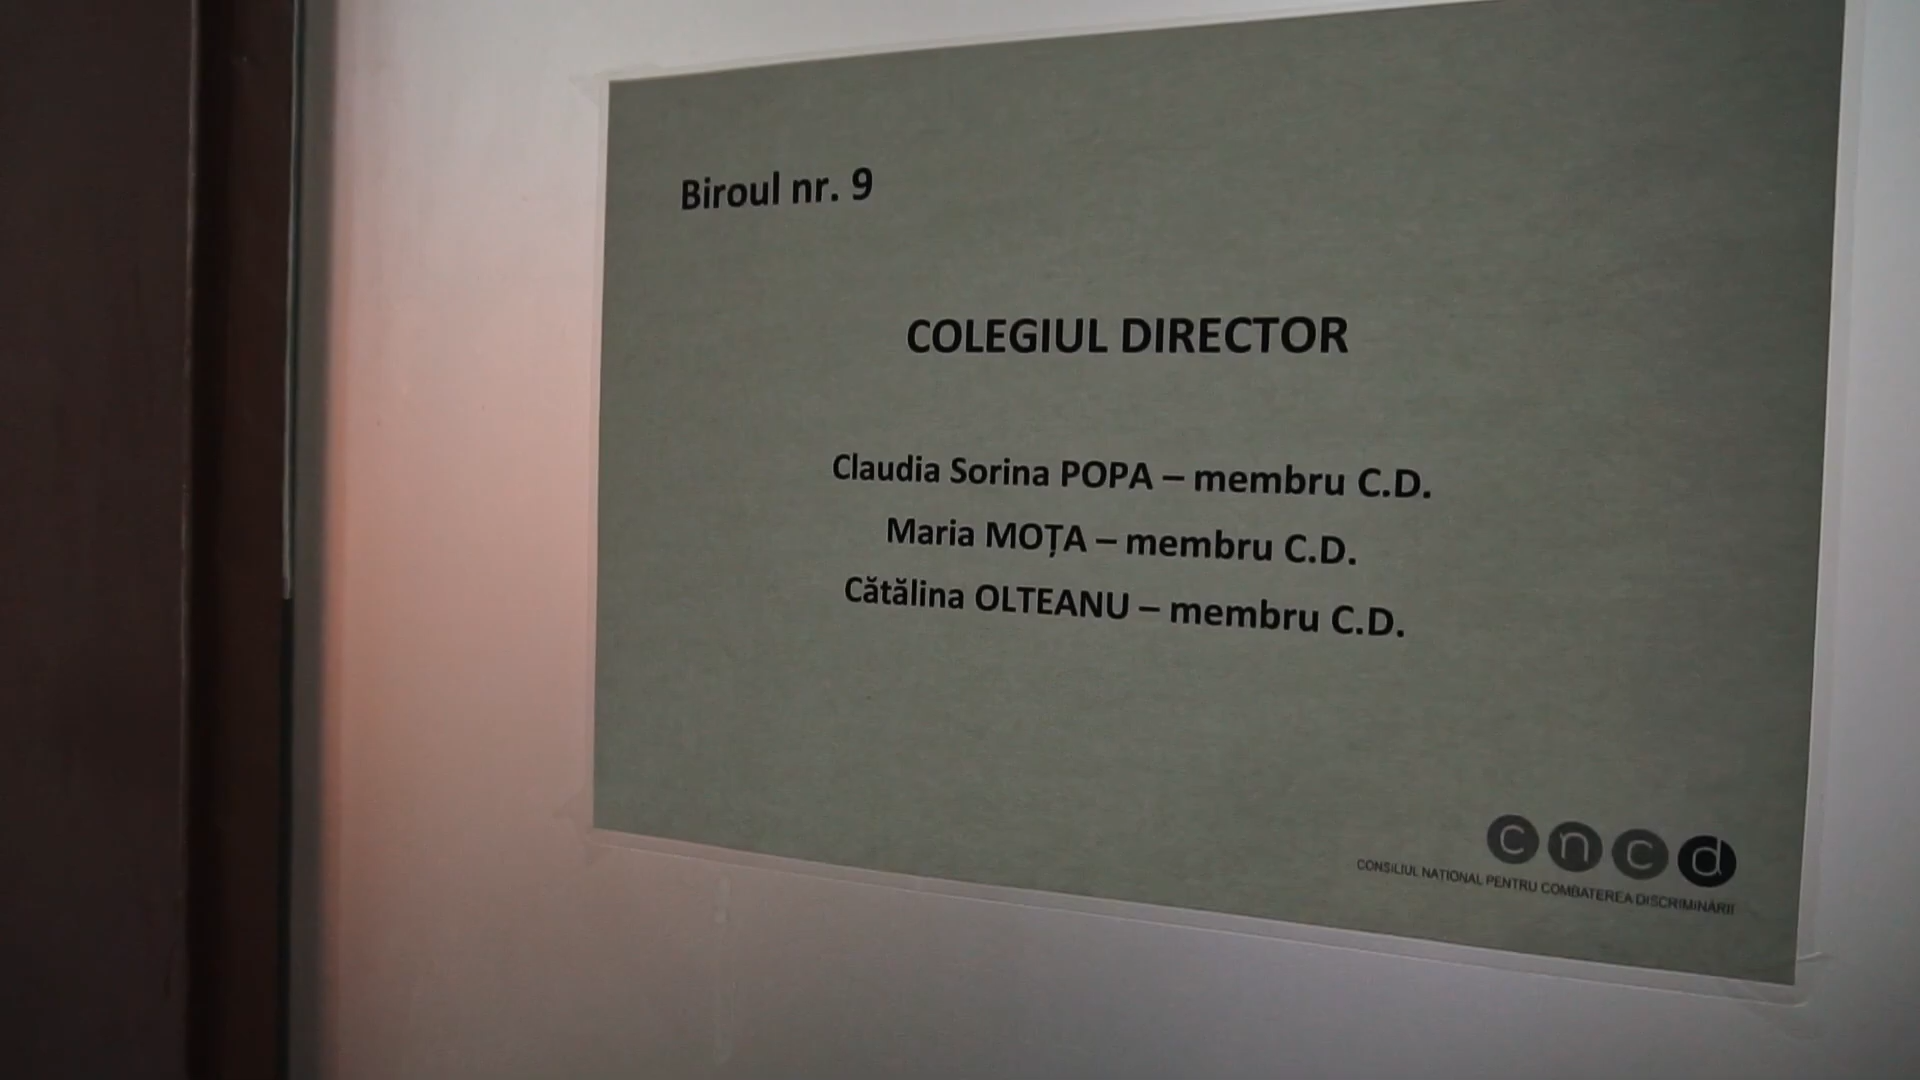 Biroul nr. 9
COLEGIUL DIRECTOR
Claudia Sorina POPA – membru C.D.
Maria MOȚA – membru C.D.
Cătălina OLTEANU – membru C.D.
cncd
CONSILIUL NAȚIONAL PENTRU COMBATEREA DISCRIMINĂRII